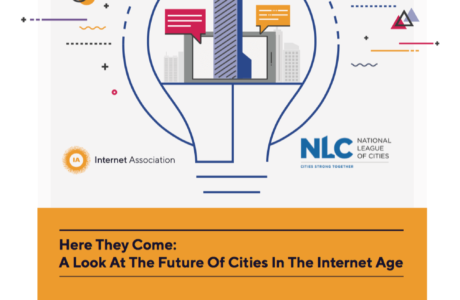 IA
Internet Association
NLC
NATIONAL
LEAGUE
OF CITIES
CITIES STRONG TOGETHER
Here They Come:
A Look At The Future Of Cities In The Internet Age